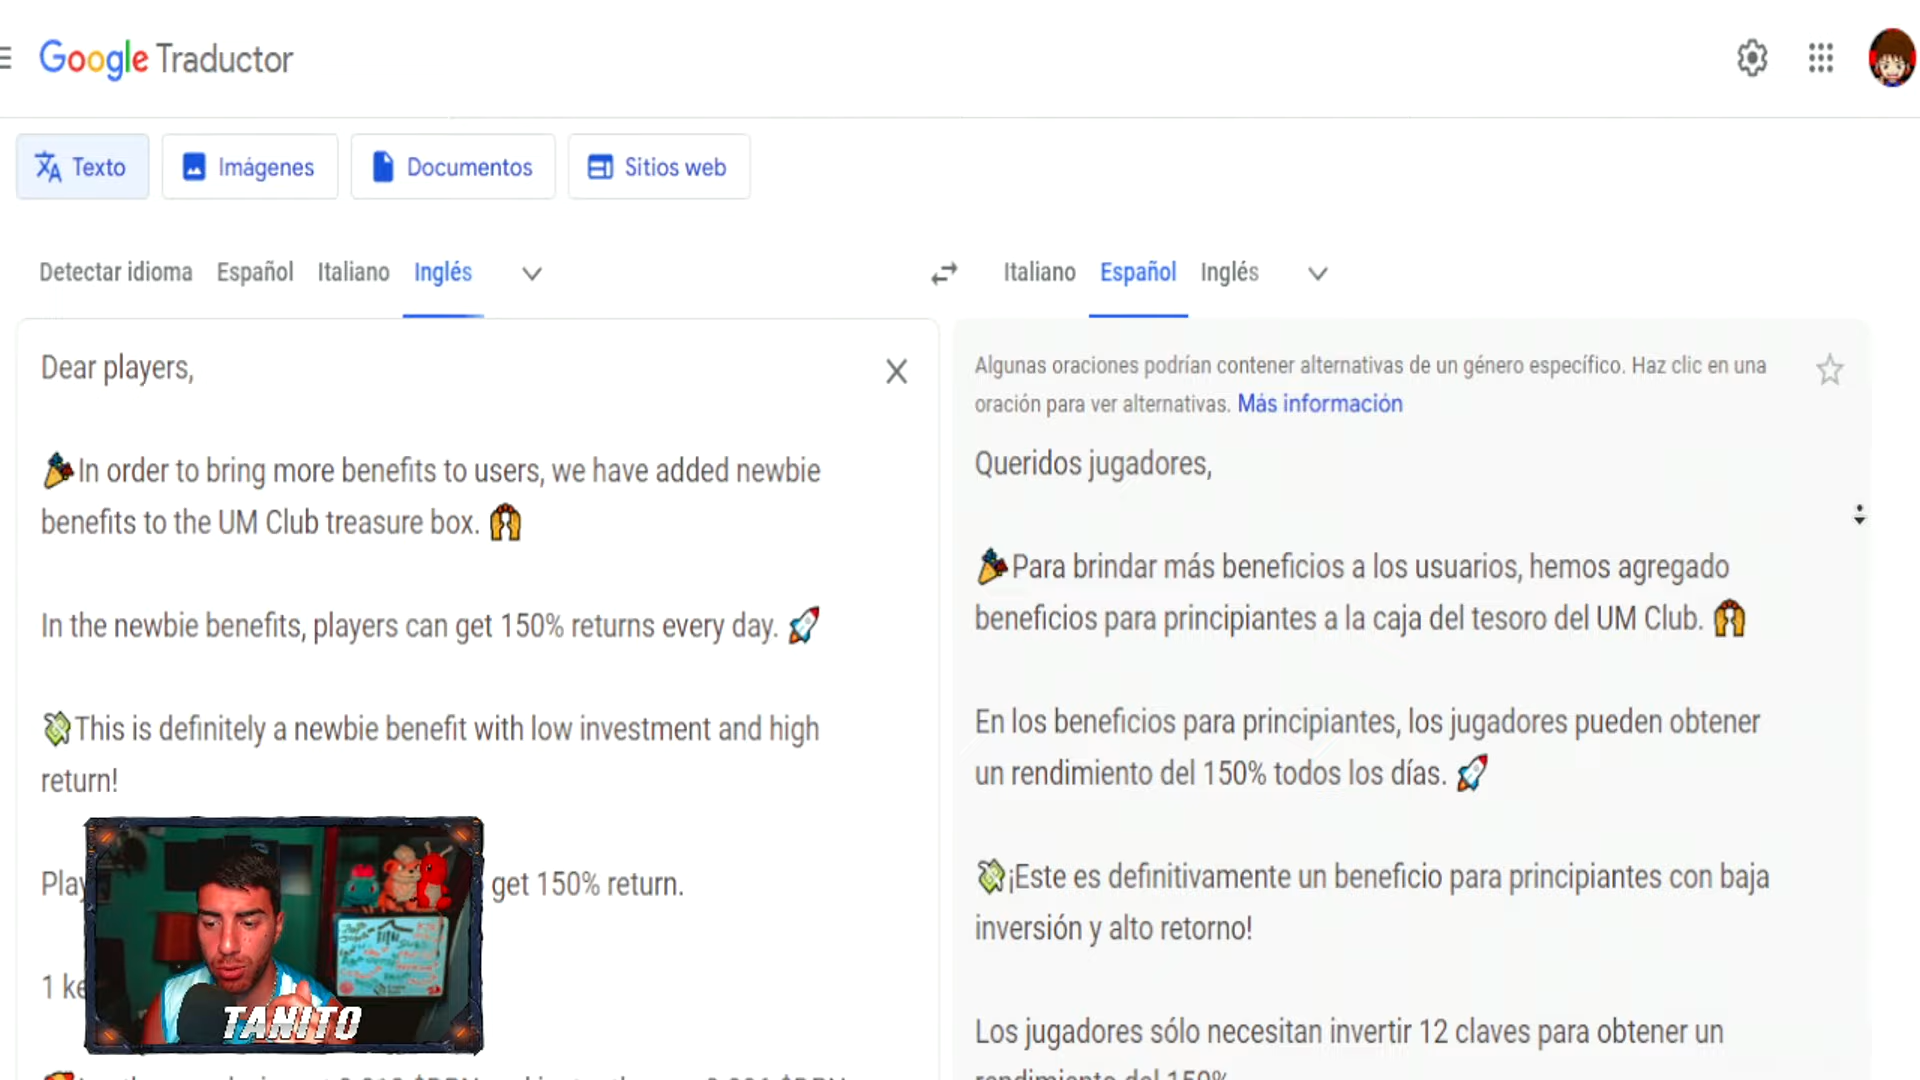 Google Traductor
Texto
Imágenes
Documentos
Sitios web
Detectar idioma Español Italiano Inglés
Italiano Español Inglés
Dear players,
In order to bring more benefits to users, we have added newbie
benefits to the UM Club treasure box.
In the newbie benefits, players can get 150% returns every day.
This is definitely a newbie benefit with low investment and high
return!
get 150% return.
1
TANITO
Algunas oraciones podrían contener alternativas de un género específico. Haz clic en una
oración para ver alternativas. Más información
Queridos jugadores,
Para brindar más beneficios a los usuarios, hemos agregado
beneficios para principiantes a la caja del tesoro del UM Club.
En los beneficios para principiantes, los jugadores pueden obtener
un rendimiento del 150% todos los días.
¡Este es definitivamente un beneficio para principiantes con baja
inversión y alto retorno!
Los jugadores sólo necesitan invertir 12 claves para obtener un
rendimiento del 150%